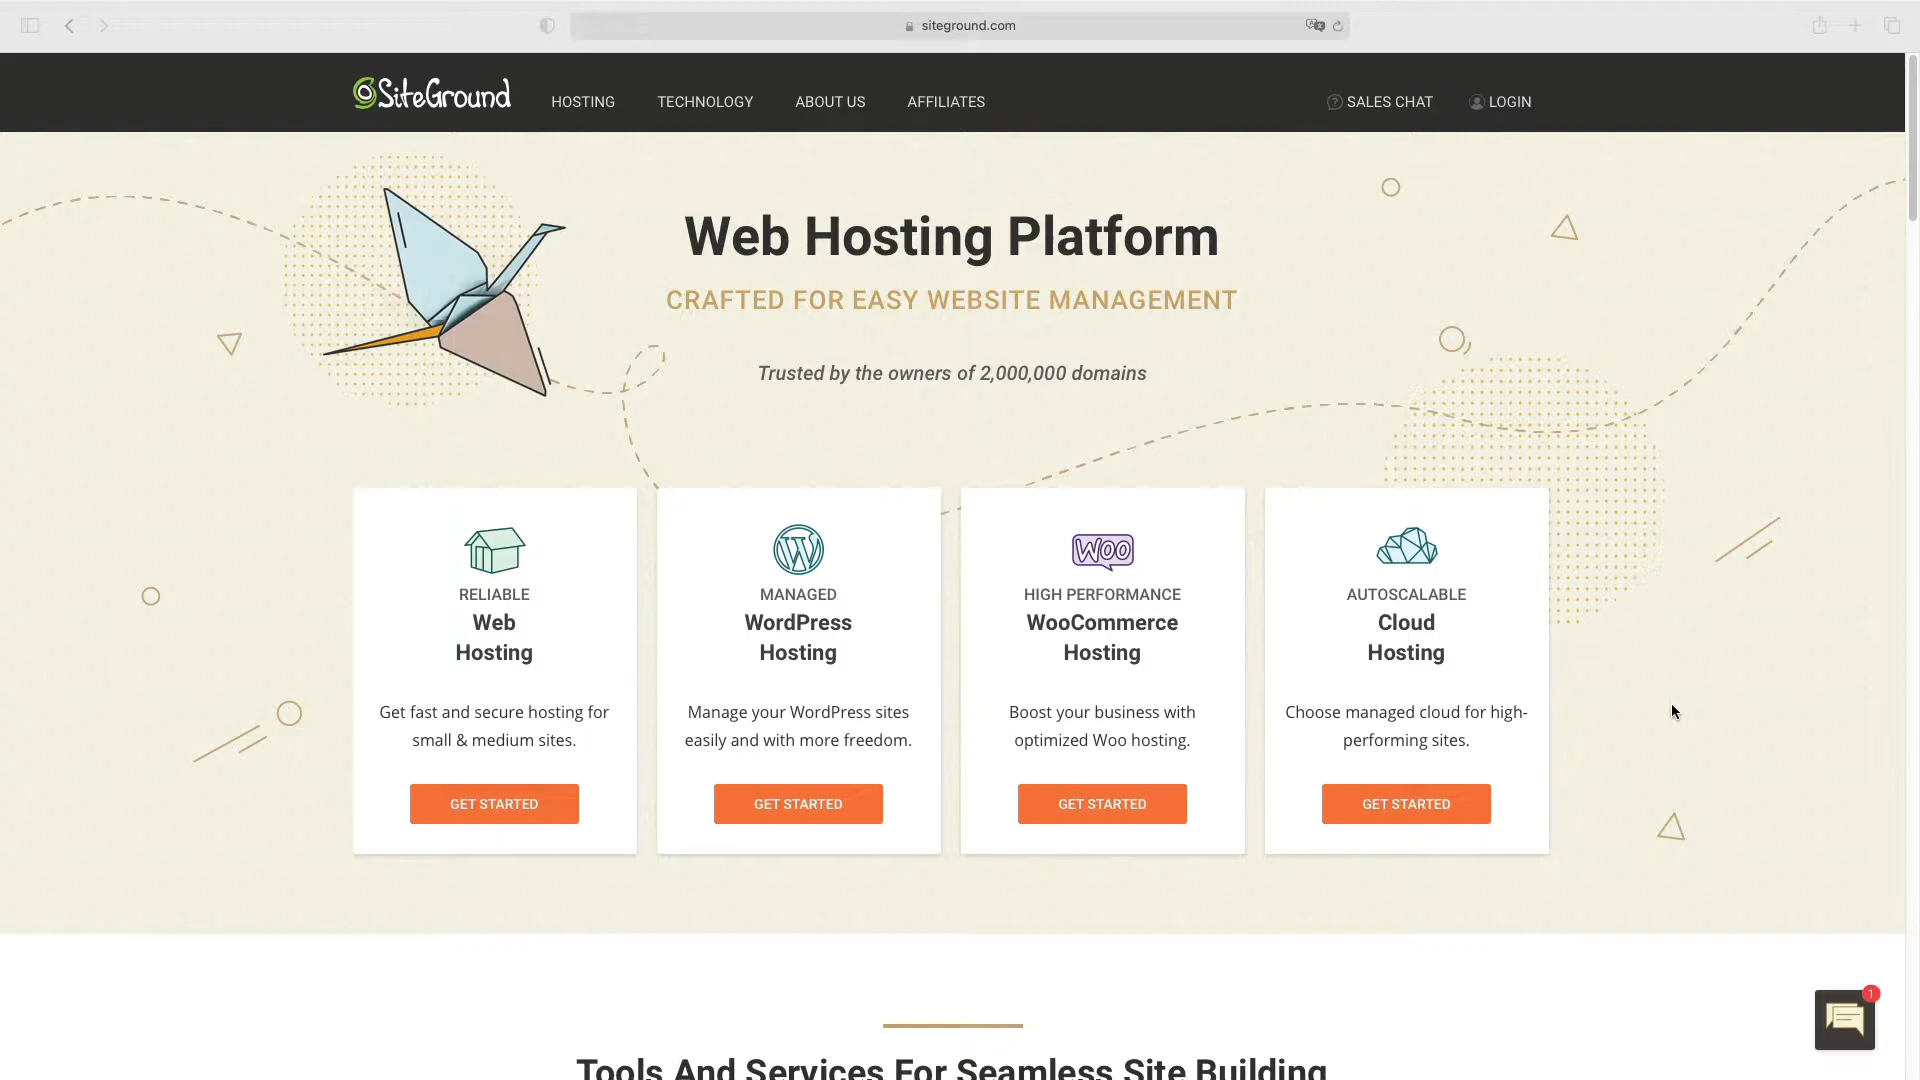 siteground.com
SiteGround HOSTING TECHNOLOGY ABOUT US AFFILIATES SALES CHAT LOGIN
Web Hosting Platform
CRAFTED FOR EASY WEBSITE MANAGEMENT
Trusted by the owners of 2,000,000 domains
RELIABLE
Web
Hosting
Get fast and secure hosting for
small & medium sites.
GET STARTED
MANAGED
WordPress
Hosting
Manage your WordPress sites
easily and with more freedom.
GET STARTED
WOO
HIGH PERFORMANCE
WooCommerce
Hosting
Boost your business with
optimized Woo hosting.
GET STARTED
AUTOSCALABLE
Cloud
Hosting
Choose managed cloud for high-
performing sites.
GET STARTED
1
Tools And Services For Seamless Site Building